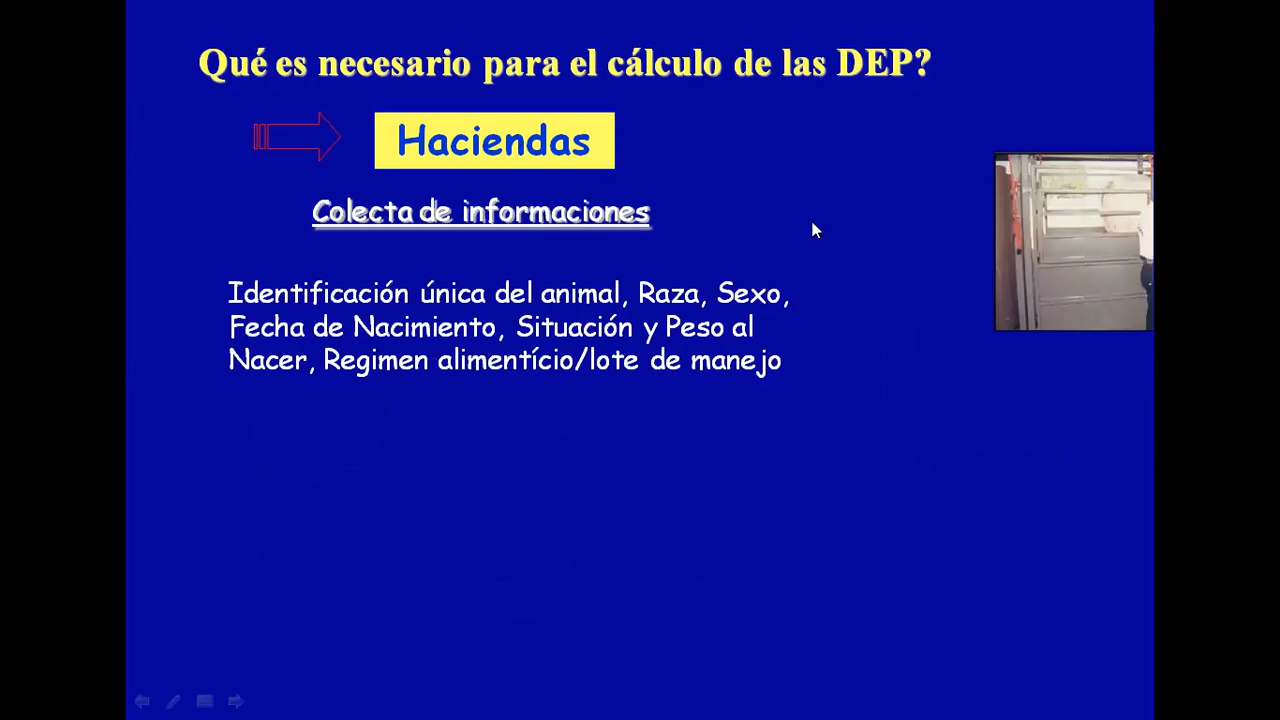 Qué es necesario para el cálculo de las DEP?
Haciendas
Colecta de informaciones
Identificación única del animal, Raza, Sexo,
Fecha de Nacimiento, Situación y Peso al
Nacer, Regimen alimentício/lote de manejo